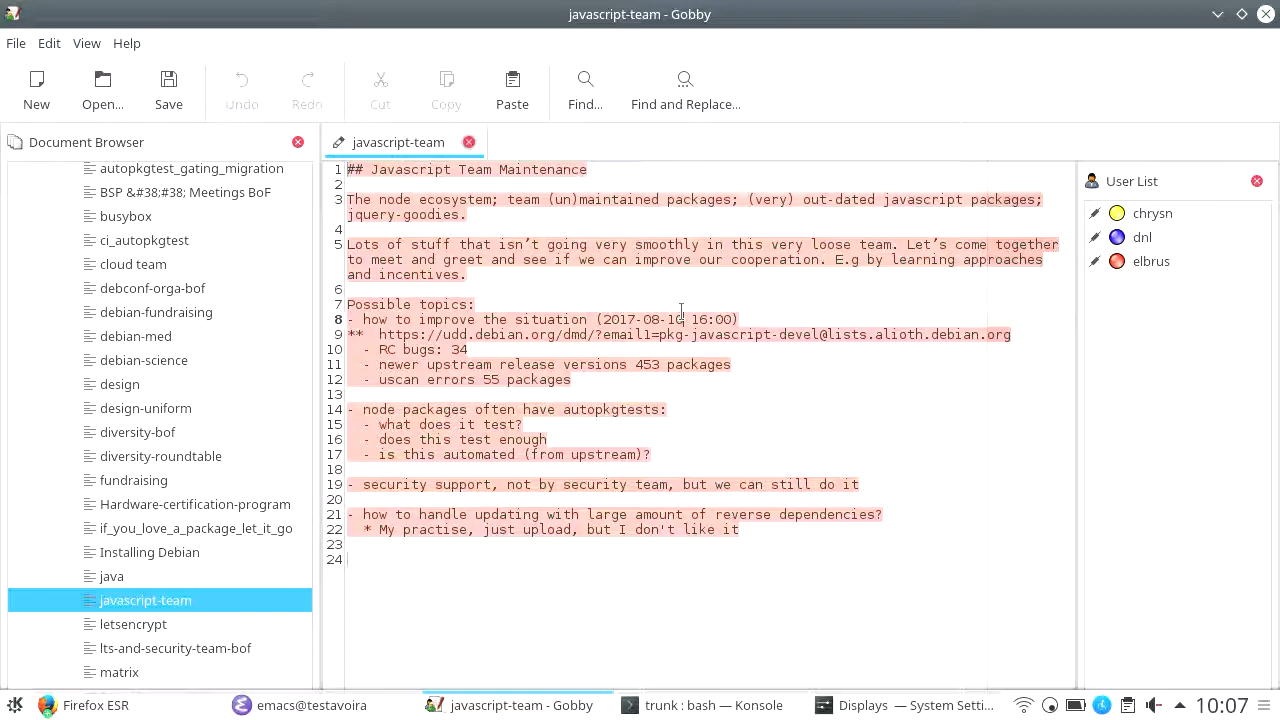 javascript-team - Gobby
File Edit View Help
New Open... Save Undo Redo Cut Copy Paste Find... Find and Replace...
Document Browser
autopkgtest_gating_migration
BSP &#38;#38; Meetings BoF
busybox
ci_autopkgtest
cloud team
debconf-orga-bof
debian-fundraising
debian-med
debian-science
design
design-uniform
diversity-bof
diversity-roundtable
fundraising
Hardware-certification-program
if_you_love_a_package_let_it_go
Installing Debian
java
javascript-team
letsencrypt
lts-and-security-team-bof
matrix
javascript-team
1 ## Javascript Team Maintenance
2
3 The node ecosystem; team (un)maintained packages; (very) out-dated javascript packages;
jquery-goodies.
4
5 Lots of stuff that isn’t going very smoothly in this very loose team. Let’s come together
to meet and greet and see if we can improve our cooperation. E.g by learning approaches
and incentives.
6
7 Possible topics:
8 - how to improve the situation (2017-08-10 16:00)
9 **  https://udd.debian.org/dmd/?email1=pkg-javascript-devel@lists.alioth.debian.org
10 - RC bugs: 34
11 - newer upstream release versions 453 packages
12 - uscan errors 55 packages
13
14 - node packages often have autopkgtests:
15 - what does it test?
16 - does this test enough
17 - is this automated (from upstream)?
18
19 - security support, not by security team, but we can still do it
20
21 - how to handle updating with large amount of reverse dependencies?
22 * My practise, just upload, but I don't like it
23
24
User List
chrysn
dnl
elbrus
Firefox ESR emacs@testavoira javascript-team - Gobby trunk : bash — Konsole Displays — System Setti... 10:07